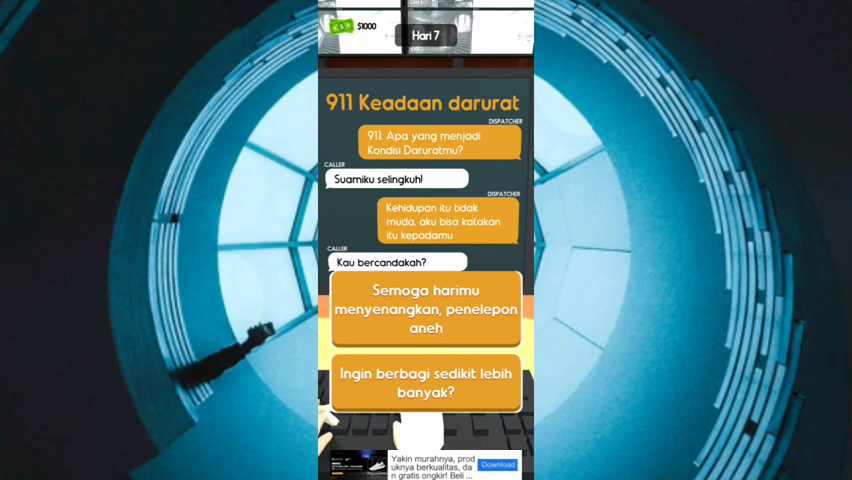 $1000
Hari 7
911 Keadaan darurat
DISPATCHER
911: Apa yang menjadi
Kondisi Daruratmu?
CALLER
Suamiku selingkuh!
DISPATCHER
Kehidupan itu tidak
muda, aku bisa katakan
itu kepadamu
CALLER
Kau bercandakah?
Semoga harimu
menyenangkan, penelepon
aneh
Ingin berbagi sedikit lebih
banyak?
Yakin murahnya, prod
uknya berkualitas, da
n gratis ongkir! Beli ...
Download